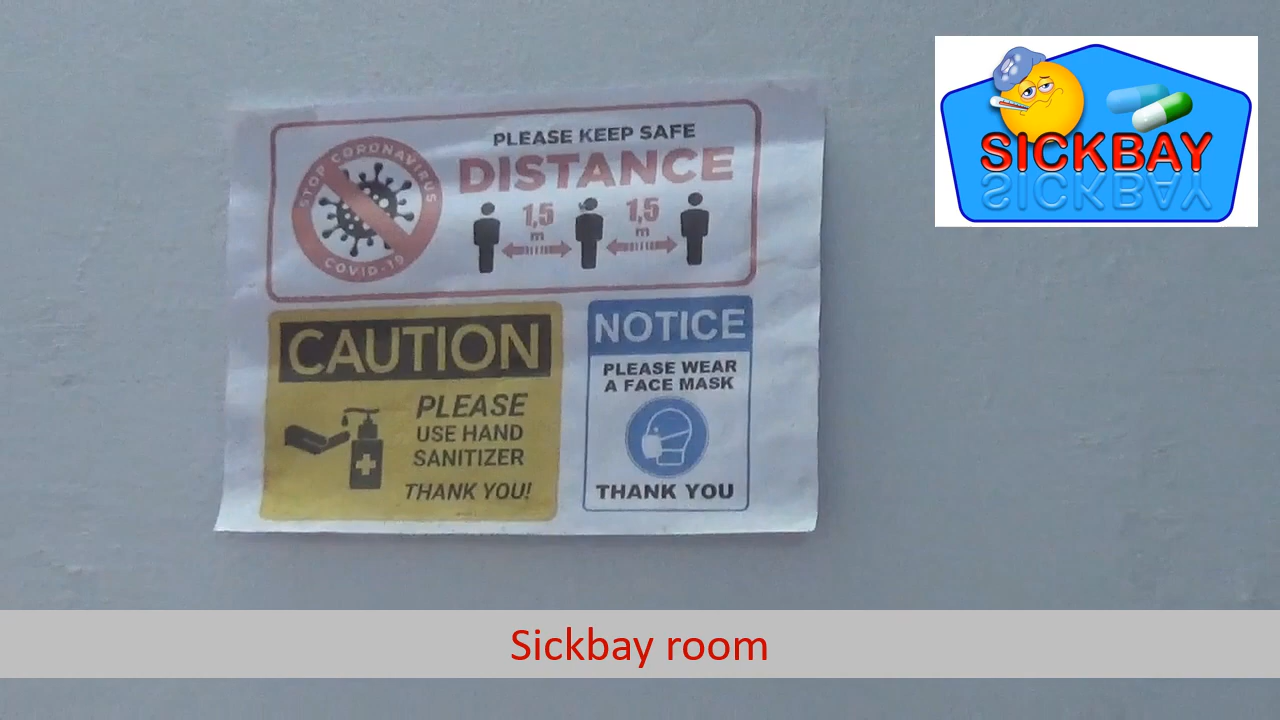 PLEASE KEEP SAFE
DISTANCE
STOP CORONAVIRUS
COVID-19
1,5
m
1,5
m
CAUTION
PLEASE
USE HAND
SANITIZER
THANK YOU!
NOTICE
PLEASE WEAR
A FACE MASK
THANK YOU
SICKBAY
SICKBAY
Sickbay room